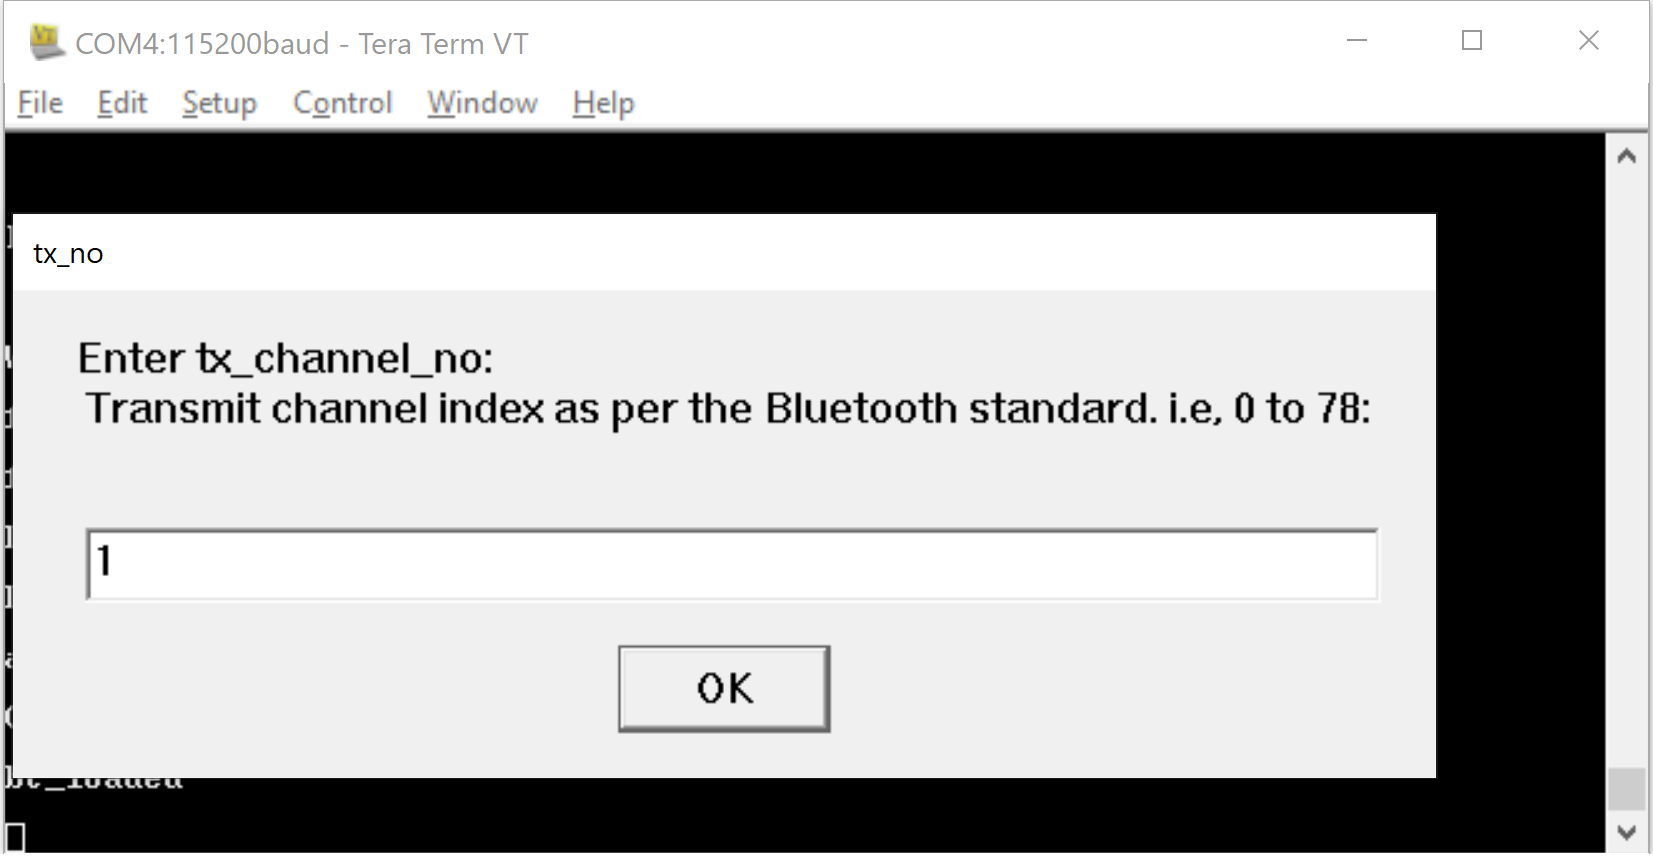 COM4:115200baud - Tera Term VT
File Edit Setup Control Window Help
tx_no
Enter tx_channel_no:
Transmit channel index as per the Bluetooth standard. i.e, 0 to 78:
1
OK
bt_loaded